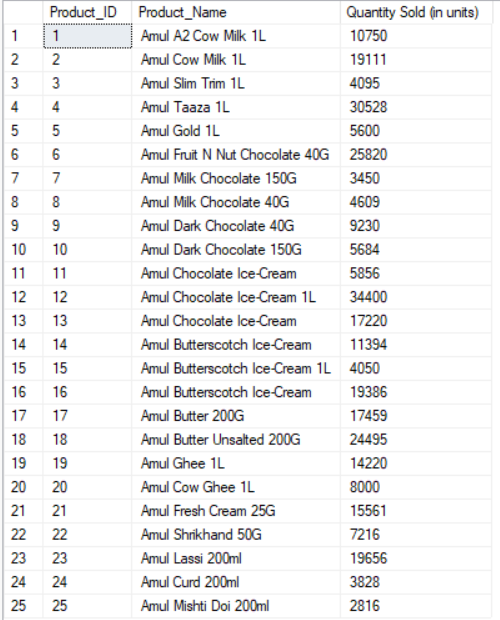 Product_ID Product_Name Quantity Sold (in units)
1 1 Amul A2 Cow Milk 1L 10750
2 2 Amul Cow Milk 1L 19111
3 3 Amul Slim Trim 1L 4095
4 4 Amul Taaza 1L 30528
5 5 Amul Gold 1L 5600
6 6 Amul Fruit N Nut Chocolate 40G 25820
7 7 Amul Milk Chocolate 150G 3450
8 8 Amul Milk Chocolate 40G 4609
9 9 Amul Dark Chocolate 40G 9230
10 10 Amul Dark Chocolate 150G 5684
11 11 Amul Chocolate Ice-Cream 5856
12 12 Amul Chocolate Ice-Cream 1L 34400
13 13 Amul Chocolate Ice-Cream 17220
14 14 Amul Butterscotch Ice-Cream 11394
15 15 Amul Butterscotch Ice-Cream 1L 4050
16 16 Amul Butterscotch Ice-Cream 19386
17 17 Amul Butter 200G 17459
18 18 Amul Butter Unsalted 200G 24495
19 19 Amul Ghee 1L 14220
20 20 Amul Cow Ghee 1L 8000
21 21 Amul Fresh Cream 25G 15561
22 22 Amul Shrikhand 50G 7216
23 23 Amul Lassi 200ml 19656
24 24 Amul Curd 200ml 3828
25 25 Amul Mishti Doi 200ml 2816